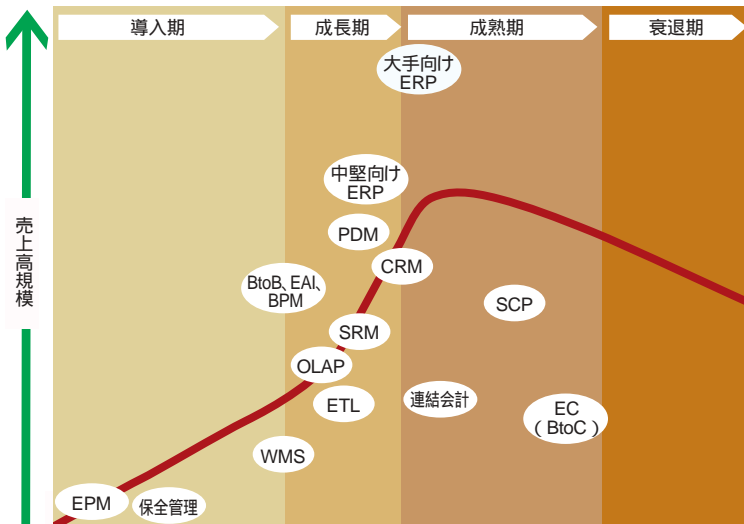 導入期
成長期
成熟期
衰退期
大手向け
ERP
中堅向け
ERP
PDM
CRM
BtoB、EAI、
BPM
SCP
SRM
OLAP
ETL
連結会計
EC
（BtoC）
WMS
EPM
保全管理
売上高規模